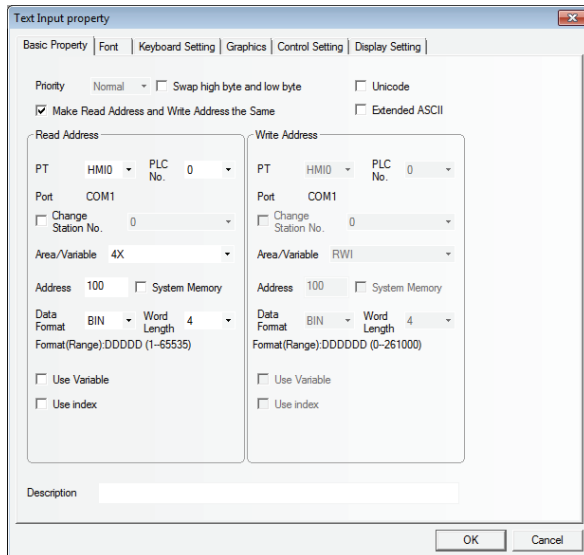 Text Input property
Basic Property Font Keyboard Setting Graphics Control Setting Display Setting
Priority Normal Swap high byte and low byte Unicode
Make Read Address and Write Address the Same Extended ASCII
Read Address
PT HMI0 PLC No. 0
Port COM1
Change Station No. 0
Area/Variable 4X
Address 100 System Memory
Data Format BIN Word Length 4
Format(Range):DDDDD (1--65535)
Use Variable
Use index
Write Address
PT HMI0 PLC No. 0
Port COM1
Change Station No. 0
Area/Variable RWI
Address 100 System Memory
Data Format BIN Word Length 4
Format(Range):DDDDDD (0--261000)
Use Variable
Use index
Description
OK Cancel